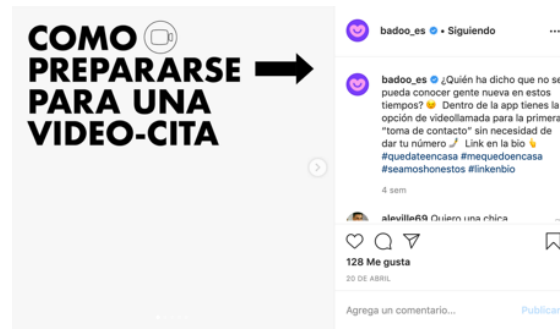 COMO
PREPARARSE
PARA UNA
VIDEO-CITA
badoo_es • Siguiendo
badoo_es ¿Quién ha dicho que no se
pueda conocer gente nueva en estos
tiempos? 😉 Dentro de la app tienes la
opción de videollamada para la primera
"toma de contacto" sin necesidad de
dar tu número 🤳 Link en la bio 👆
#quedateencasa #mequedoencasa
#seamoshonestos #linkenbio
4 sem
aleville69 Quiero una chica
128 Me gusta
20 DE ABRIL
Agrega un comentario...
Publicar